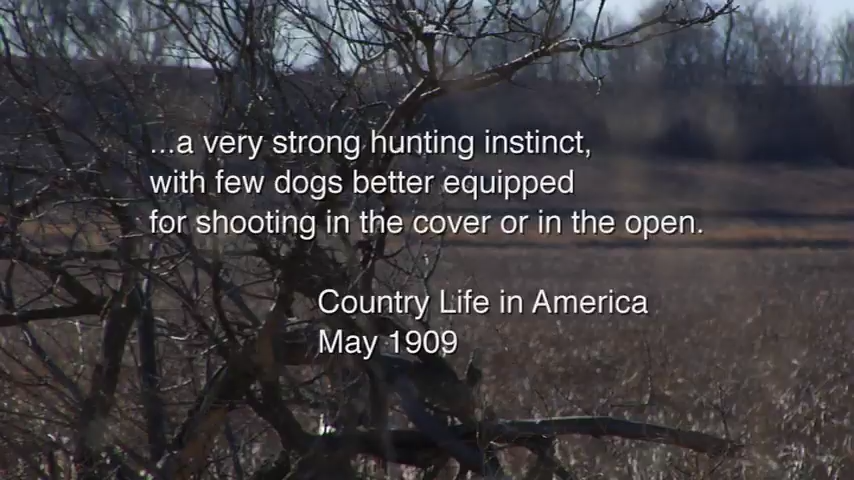 ...a very strong hunting instinct,
with few dogs better equipped
for shooting in the cover or in the open.
Country Life in America
May 1909